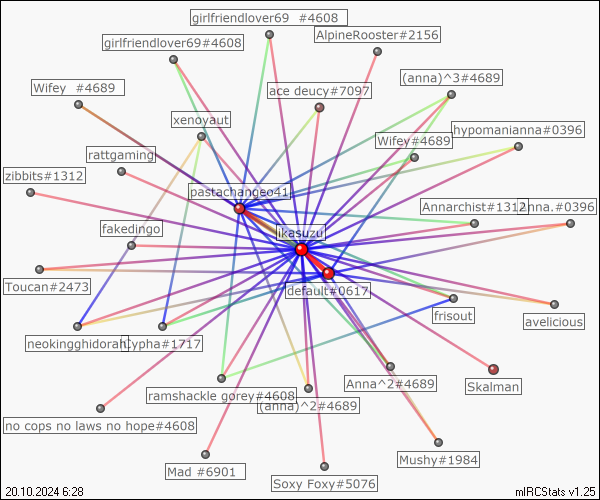 girlfriendlover69   #4608
AlpineRooster#2156
girlfriendlover69#4608
(anna)^3#4689
Wifey   #4689
ace deucy#7097
xenoyaut
hypomanianna#0396
Wifey#4689
rattgaming
zibbits#1312
pastachangeo41
Annarchist#1312
nna.#0396
ikasuzu
fakedingo
Toucan#2473
default#0617
frisout
avelicious
neokingghidorah
Cypha#1717
Anna^2#4689
Skalman
ramshackle gorey#4608
(anna)^2#4689
no cops no laws no hope#4608
Mushy#1984
Mad   #6901
Soxy Foxy#5076
20.10.2024 6:28
mIRCStats v1.25